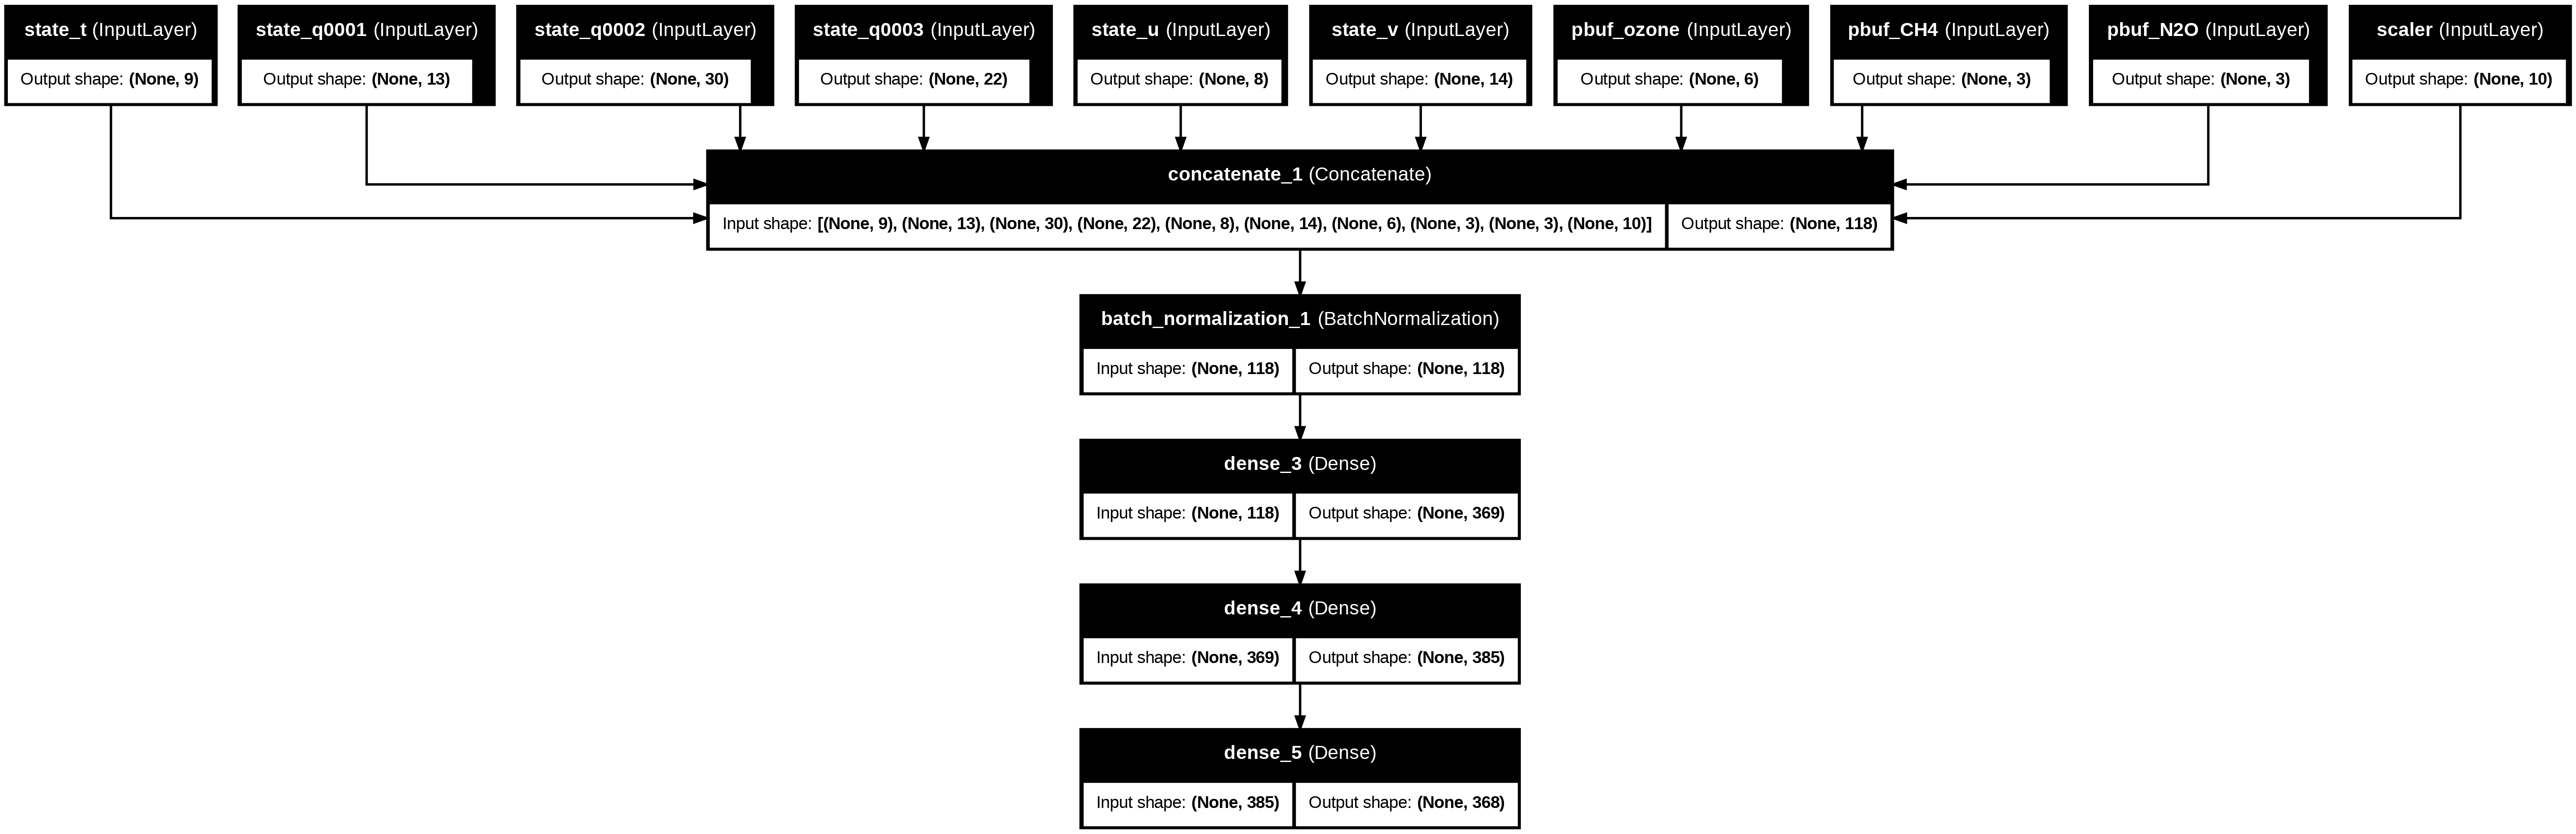 state_t (InputLayer)
Output shape: (None, 9)
state_q0001 (InputLayer)
Output shape: (None, 13)
state_q0002 (InputLayer)
Output shape: (None, 30)
state_q0003 (InputLayer)
Output shape: (None, 22)
state_u (InputLayer)
Output shape: (None, 8)
state_v (InputLayer)
Output shape: (None, 14)
pbuf_ozone (InputLayer)
Output shape: (None, 6)
pbuf_CH4 (InputLayer)
Output shape: (None, 3)
pbuf_N2O (InputLayer)
Output shape: (None, 3)
scaler (InputLayer)
Output shape: (None, 10)
concatenate_1 (Concatenate)
Input shape: [(None, 9), (None, 13), (None, 30), (None, 22), (None, 8), (None, 14), (None, 6), (None, 3), (None, 3), (None, 10)] Output shape: (None, 118)
batch_normalization_1 (BatchNormalization)
Input shape: (None, 118) Output shape: (None, 118)
dense_3 (Dense)
Input shape: (None, 118) Output shape: (None, 369)
dense_4 (Dense)
Input shape: (None, 369) Output shape: (None, 385)
dense_5 (Dense)
Input shape: (None, 385) Output shape: (None, 368)